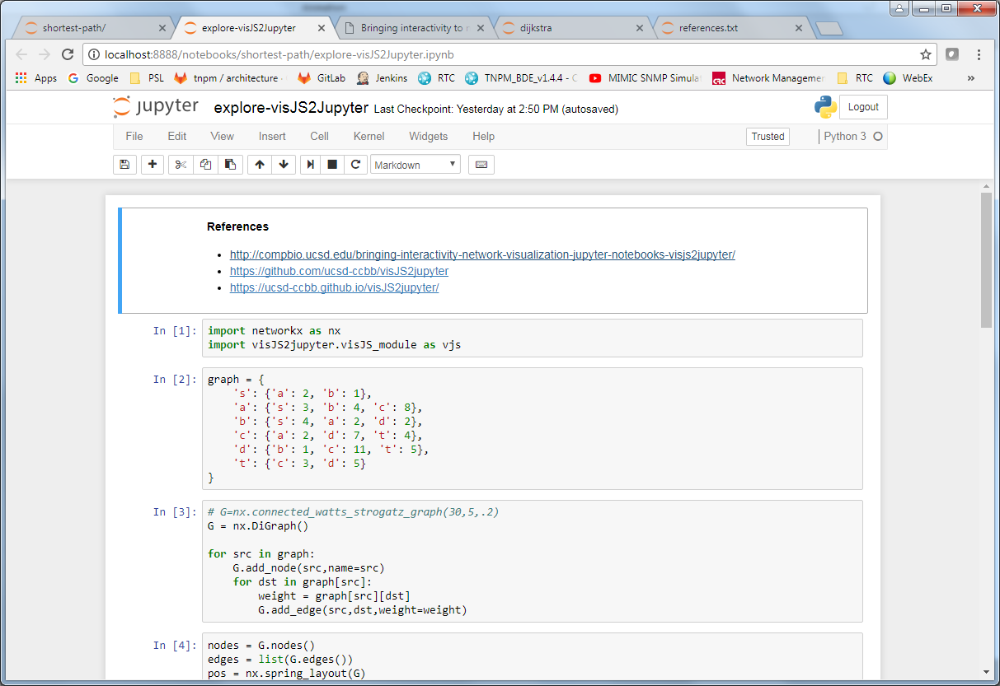 shortest-path/
explore-visJS2Jupyter
Bringing interactivity to
dijkstra
references.txt
localhost:8888/notebooks/shortest-path/explore-visJS2Jupyter.ipynb
Apps
Google
PSL
tnpm / architecture
GitLab
Jenkins
RTC
TNPM_BDE_v1.4.4 -
MIMIC SNMP Simulat
Network Managemen
RTC
WebEx
»
jupyter
explore-visJS2Jupyter Last Checkpoint: Yesterday at 2:50 PM (autosaved)
Logout
File Edit View Insert Cell Kernel Widgets Help
Trusted
Python 3
Markdown
References
• http://compbio.ucsd.edu/bringing-interactivity-network-visualization-jupyter-notebooks-visjs2jupyter/
• https://github.com/ucsd-ccbb/visJS2jupyter
• https://ucsd-ccbb.github.io/visJS2jupyter/
In [1]: import networkx as nx
import visJS2jupyter.visJS_module as vjs
In [2]: graph = {
    's': {'a': 2, 'b': 1},
    'a': {'s': 3, 'b': 4, 'c': 8},
    'b': {'s': 4, 'a': 2, 'd': 2},
    'c': {'a': 2, 'd': 7, 't': 4},
    'd': {'b': 1, 'c': 11, 't': 5},
    't': {'c': 3, 'd': 5}
}
In [3]: # G=nx.connected_watts_strogatz_graph(30,5,.2)
G = nx.DiGraph()
for src in graph:
    G.add_node(src,name=src)
    for dst in graph[src]:
        weight = graph[src][dst]
        G.add_edge(src,dst,weight=weight)
In [4]: nodes = G.nodes()
edges = list(G.edges())
pos = nx.spring_layout(G)